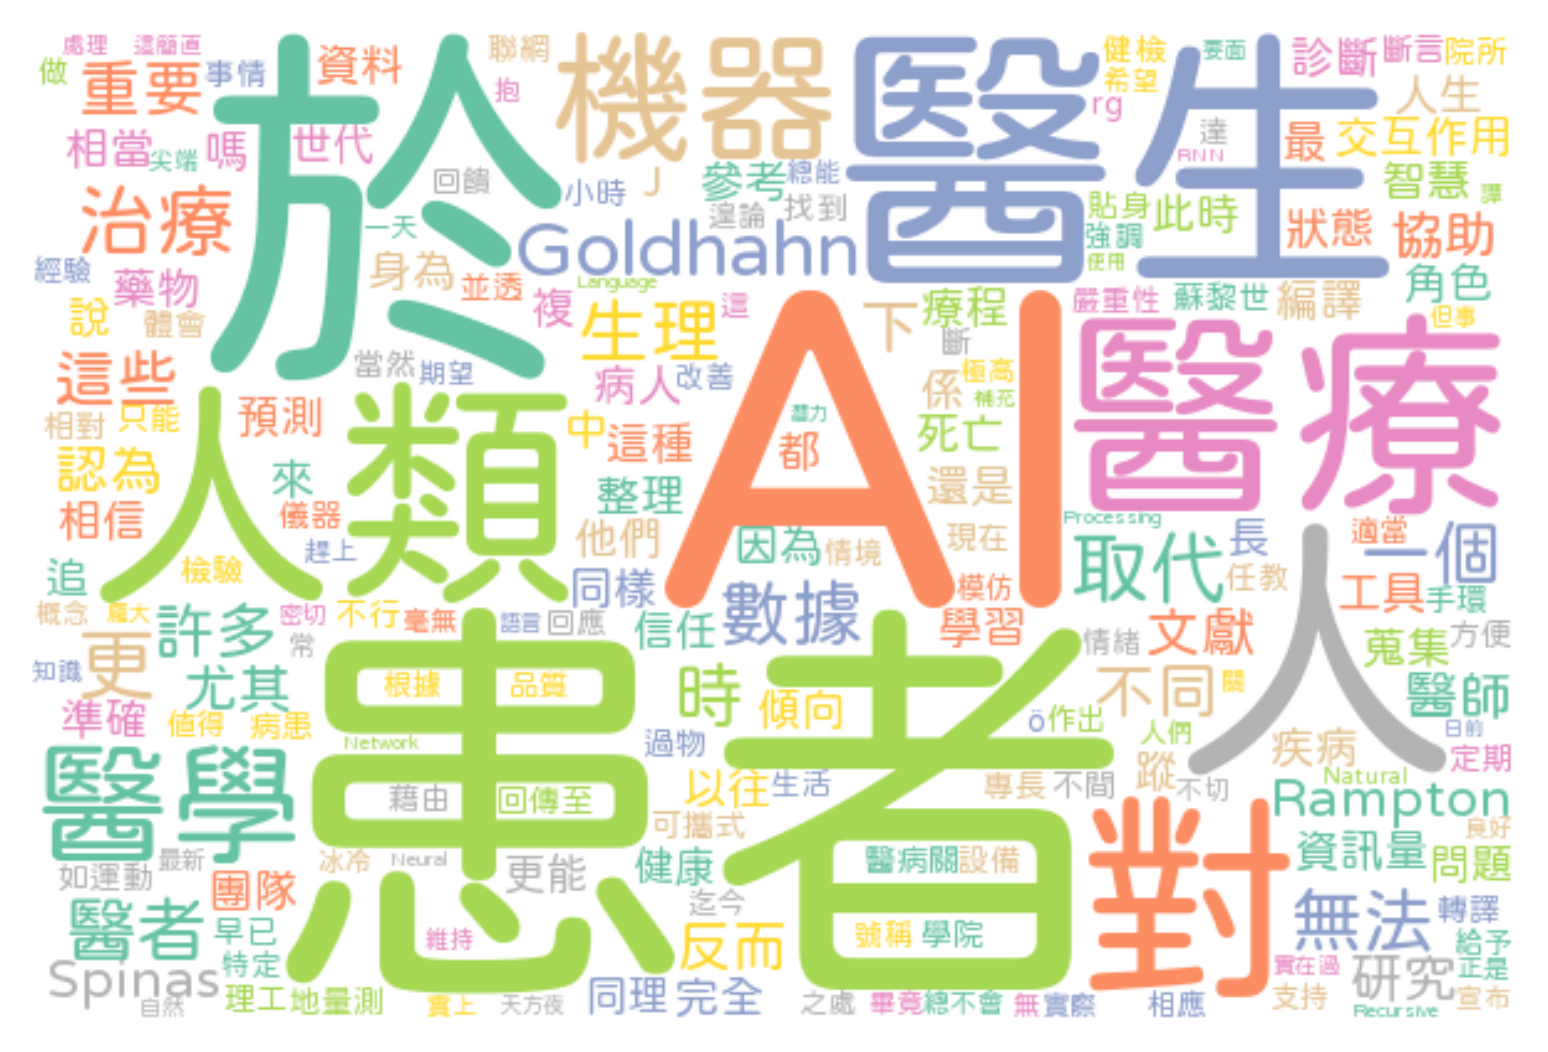 處理 這簡直
做 重要 事情 資料
聯網
抱
機器
醫生
健檢
希望
rg
診斷 斷言 院所
人生
於
相當 尖端 嗎 世代
回饋
小時 J
參考 總能
遑論 找到
達
RNN
最 交互作用
智慧
譚
治療
一天
Goldhahn
貼身 此時
強調
使用
狀態 協助
經驗 藥物
身為 並透
Language
複 生理 這
下 療程
斷
嚴重性 蘇黎世 編譯 角色
但事
說 體會
這些
當然 期望
病人 改善
AI
潛力
都
係 極高
補充
死亡
醫療
相對 只能 預測
人類
中 這種
認為 來
相信 儀器
整理
還是
他們
因為 情境 現在
Processing
取代 長 適當 一個
追 檢驗 趕上
同樣 數據
模仿
任教 工具 手環
概念 龐大 許多 密切 不行 毫無 語言 回應 信任
學習
情緒 文獻
人
蒐集 方便
常
知識 更 尤其
患者
根據 品質
時 傾向
不同 關
醫師
準確 值得 病患
Network
過物
ö 作出 人們
疾病
日前
定期
醫學
藉由 回傳至
以往 生活
專長 不間 蹤 不切
Natural
Rampton
可攜式
對
良好
如運動 最新 冰冷 Neural 更能 健康
醫病關 設備
資訊量 問題
團隊
迄今
醫者 早已
維持
反而
號稱 學院
無法 轉譯
給予
Spinas 特定
實在過 研究 正是
自然 理工 地 量測 實上 天方夜 同理 完全
之處 畢竟 總不會 無 實際 相應 支持
Recursive
宣布